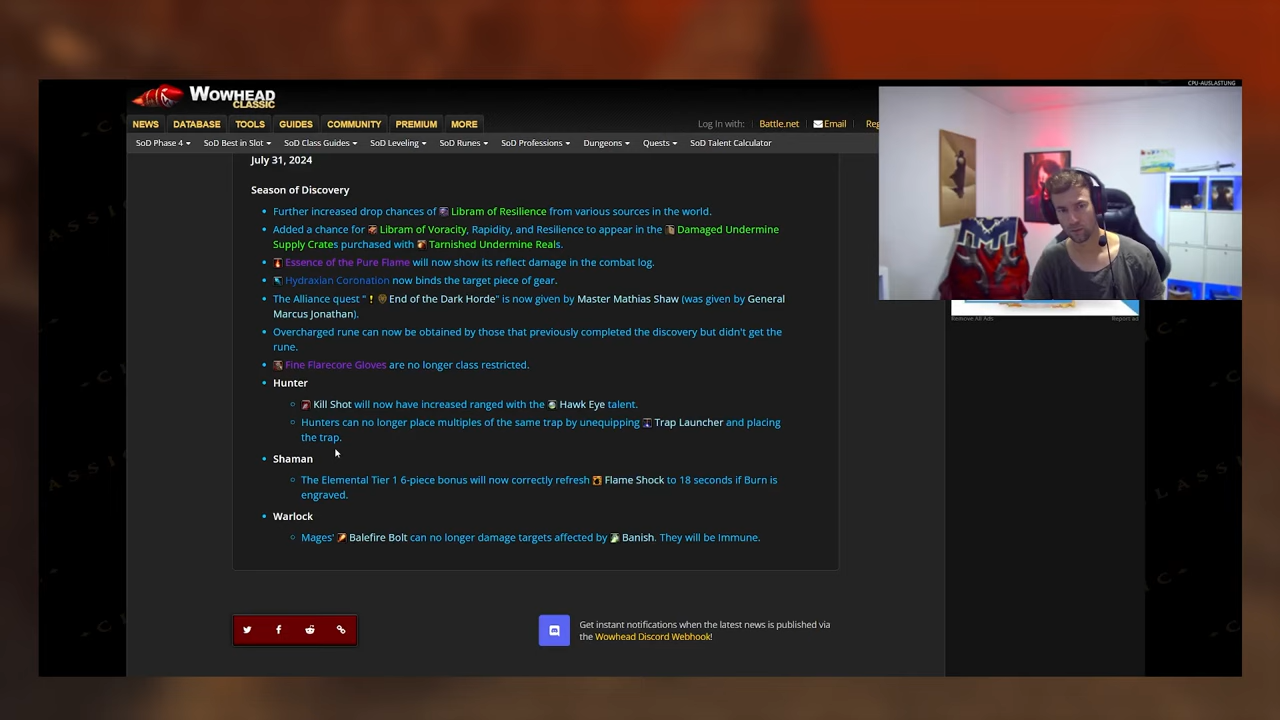 CPU-AUSLASTUNG
WOWHEAD
CLASSIC
NEWS DATABASE TOOLS GUIDES COMMUNITY PREMIUM MORE Log In with: Battle.net Email
SoD Phase 4 SoD Best in Slot SoD Class Guides SoD Leveling SoD Runes SoD Professions Dungeons Quests SoD Talent Calculator
July 31, 2024
Season of Discovery
Further increased drop chances of Libram of Resilience from various sources in the world.
Added a chance for Libram of Voracity, Rapidity, and Resilience to appear in the Damaged Undermine
Supply Crates purchased with Tarnished Undermine Reals.
Essence of the Pure Flame will now show its reflect damage in the combat log.
Hydraxian Coronation now binds the target piece of gear.
The Alliance quest " End of the Dark Horde" is now given by Master Mathias Shaw (was given by General
Marcus Jonathan).
Overcharged rune can now be obtained by those that previously completed the discovery but didn't get the
rune.
Fine Flarecore Gloves are no longer class restricted.
Hunter
Kill Shot will now have increased ranged with the Hawk Eye talent.
Hunters can no longer place multiples of the same trap by unequipping Trap Launcher and placing
the trap.
Shaman
The Elemental Tier 1 6-piece bonus will now correctly refresh Flame Shock to 18 seconds if Burn is
engraved.
Warlock
Mages' Balefire Bolt can no longer damage targets affected by Banish. They will be Immune.
Remove All Ads Report ad
Get instant notifications when the latest news is published via
the Wowhead Discord Webhook!